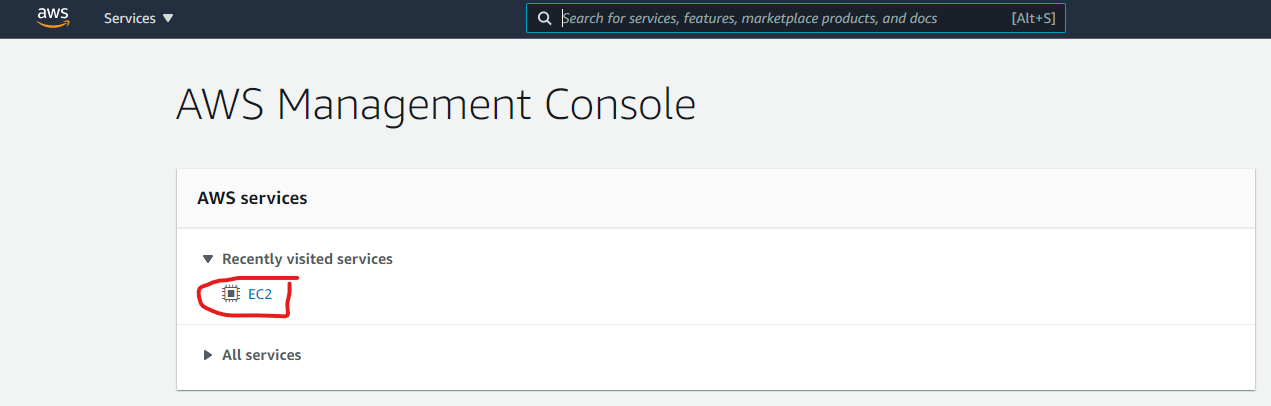 aws Services Search for services, features, marketplace products, and docs [Alt+S]
AWS Management Console
AWS services
Recently visited services
EC2
All services